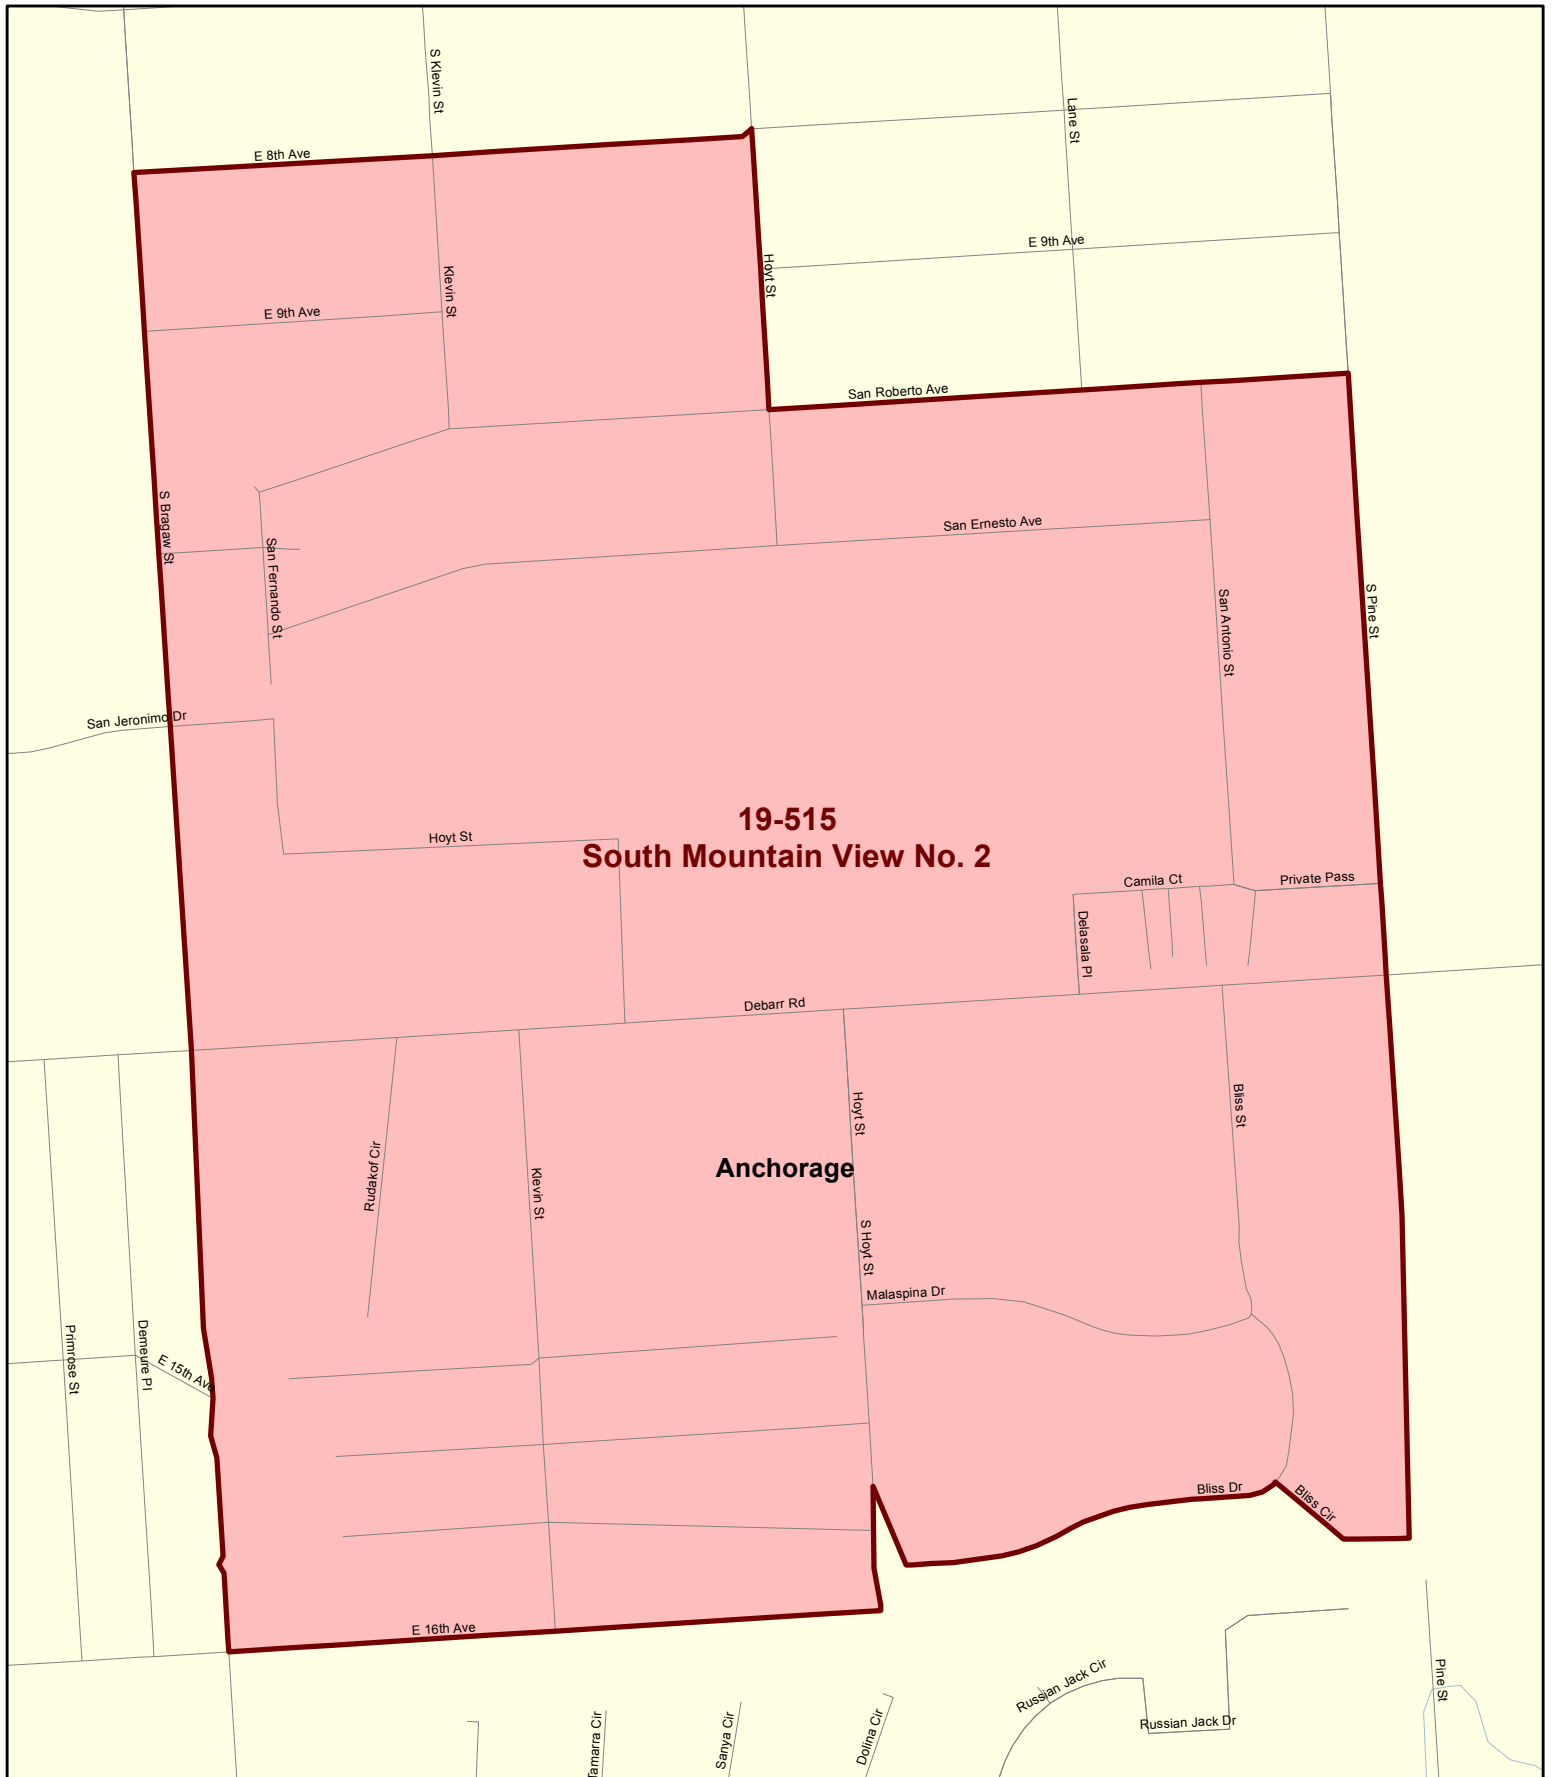 S Klevin St
Lane St
E 8th Ave
E 9th Ave
Hoyt St
Klevin St
E 9th Ave
San Roberto Ave
S Bragaw St
San Ernesto Ave
San Fernando St
San Antonio St
S Pine St
San Jeronimo Dr
19-515
South Mountain View No. 2
Hoyt St
Camila Ct
Private Pass
Delasala Pl
Debarr Rd
Hoyt St
Bliss St
Rudakof Cir
Anchorage
Klevin St
S Hoyt St
Malaspina Dr
Primrose St
Demeure Pl
E 15th Ave
Bliss Dr
Bliss Cir
E 16th Ave
Russian Jack Cir
Pine St
Tamarra Cir
Sanya Cir
Dolina Cir
Russian Jack Dr